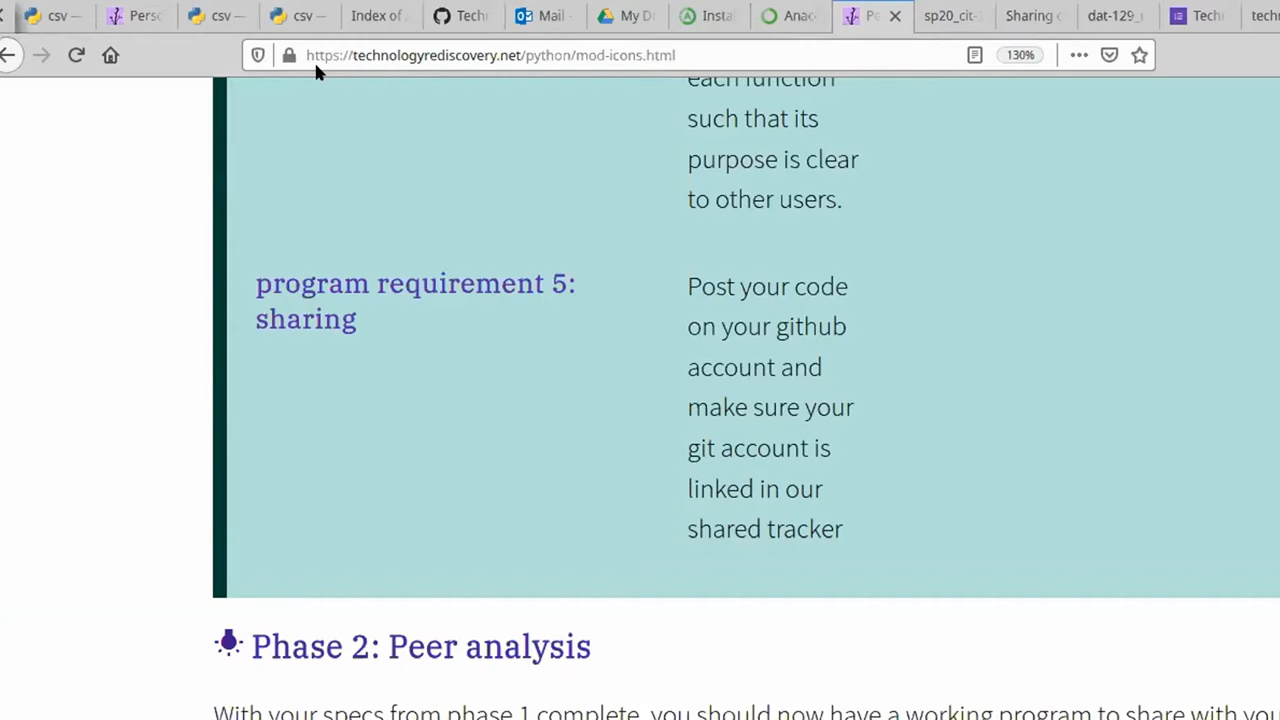 csv —
Perso
csv —
csv —
Index of
Techn
Mail -
My D
Insta
Anac
Pe
sp20_cit-
Sharing
dat-129_
Techn
techn
https://technologyrediscovery.net/python/mod-icons.html
130%
each function
such that its
purpose is clear
to other users.
program requirement 5:
sharing
Post your code
on your github
account and
make sure your
git account is
linked in our
shared tracker
Phase 2: Peer analysis
With your specs from phase 1 complete, you should now have a working program to share with you